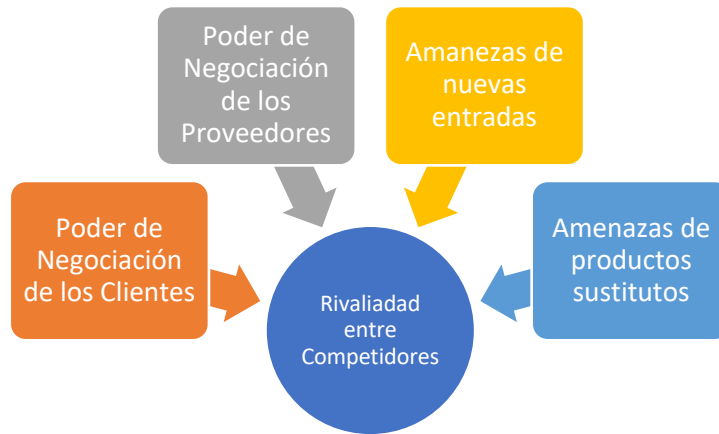 Poder de
Negociación
de los
Proveedores
Amanezas de
nuevas
entradas
Poder de
Negociación
de los Clientes
Amenazas de
productos
sustitutos
Rivaliadad
entre
Competidores